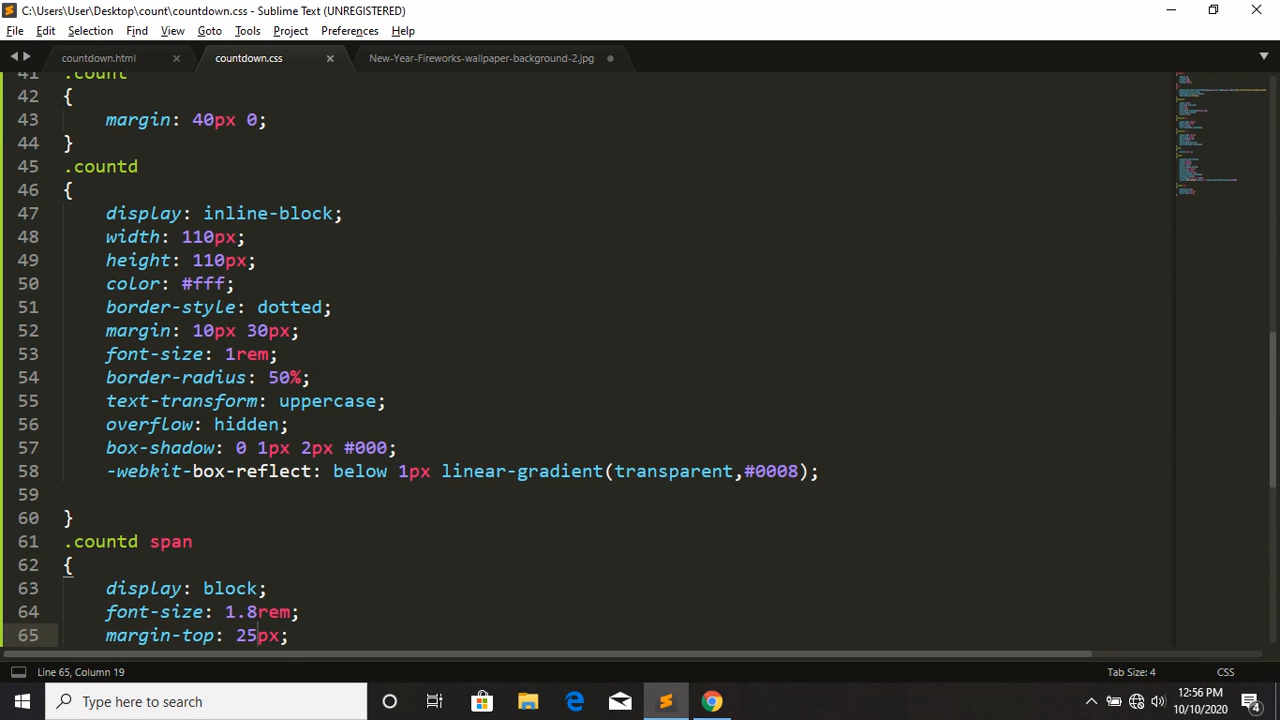 C:\Users\User\Desktop\count\countdown.css - Sublime Text (UNREGISTERED)
File Edit Selection Find View Goto Tools Project Preferences Help
countdown.html countdown.css New-Year-Fireworks-wallpaper-background-2.jpg
41 .count
42 {
43 margin: 40px 0;
44 }
45 .countd
46 {
47 display: inline-block;
48 width: 110px;
49 height: 110px;
50 color: #fff;
51 border-style: dotted;
52 margin: 10px 30px;
53 font-size: 1rem;
54 border-radius: 50%;
55 text-transform: uppercase;
56 overflow: hidden;
57 box-shadow: 0 1px 2px #000;
58 -webkit-box-reflect: below 1px linear-gradient(transparent,#0008);
59
60 }
61 .countd span
62 {
63 display: block;
64 font-size: 1.8rem;
65 margin-top: 25px;
Line 65, Column 19 Tab Size: 4 CSS
Type here to search
12:56 PM
10/10/2020
4